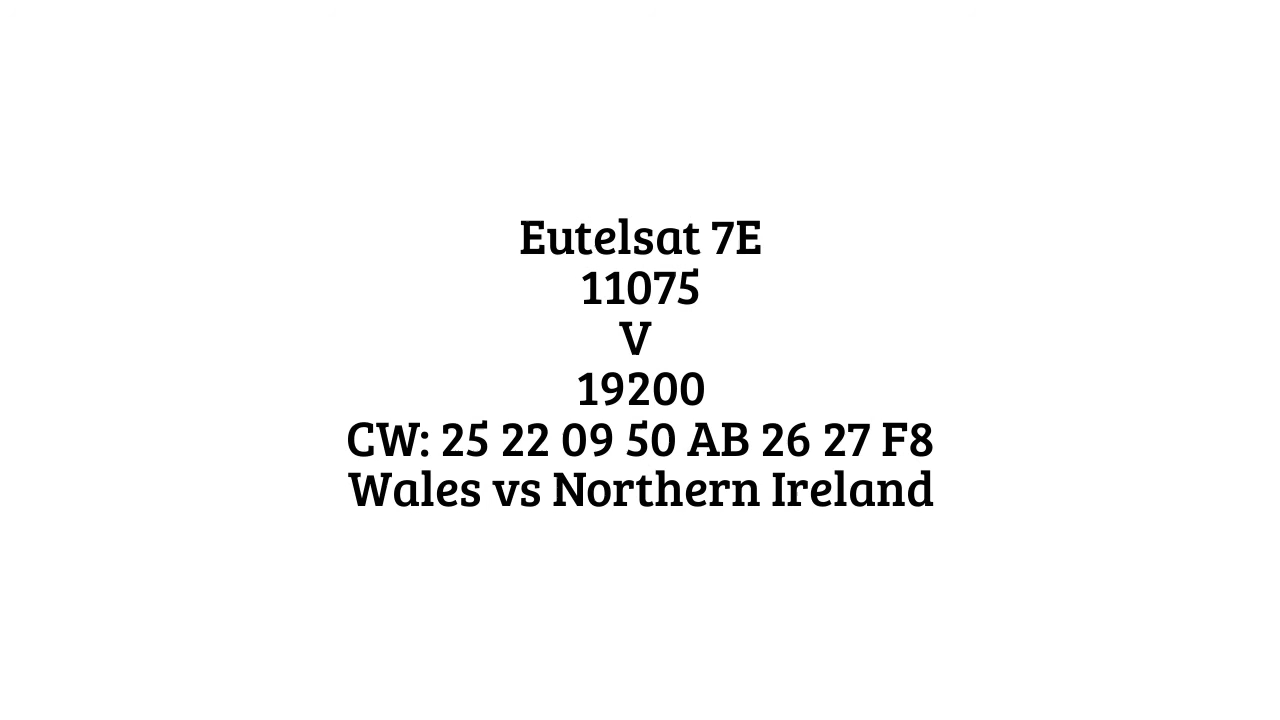 Eutelsat 7E
11075
V
19200
CW: 25 22 09 50 AB 26 27 F8
Wales vs Northern Ireland